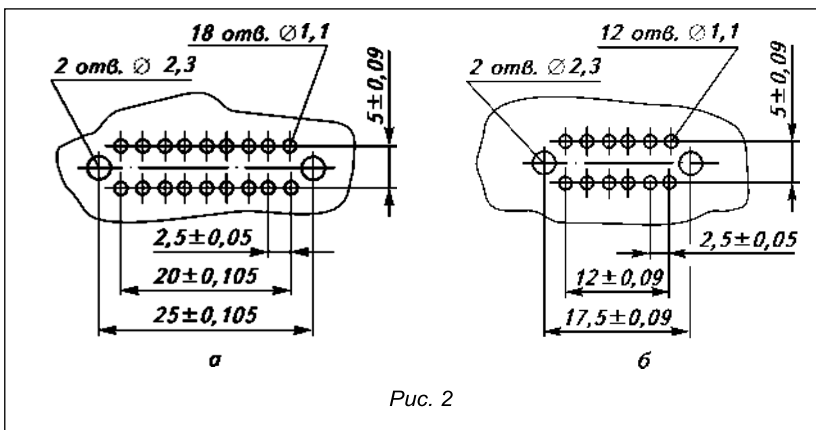 18 отв. ∅1,1
2 отв. ∅ 2,3
5±0,09
2,5±0,05
20±0,105
25±0,105
а
12 отв. ∅1,1
2 отв. ∅2,3
5±0,09
2,5±0,05
12±0,09
17,5±0,09
б
Рис. 2